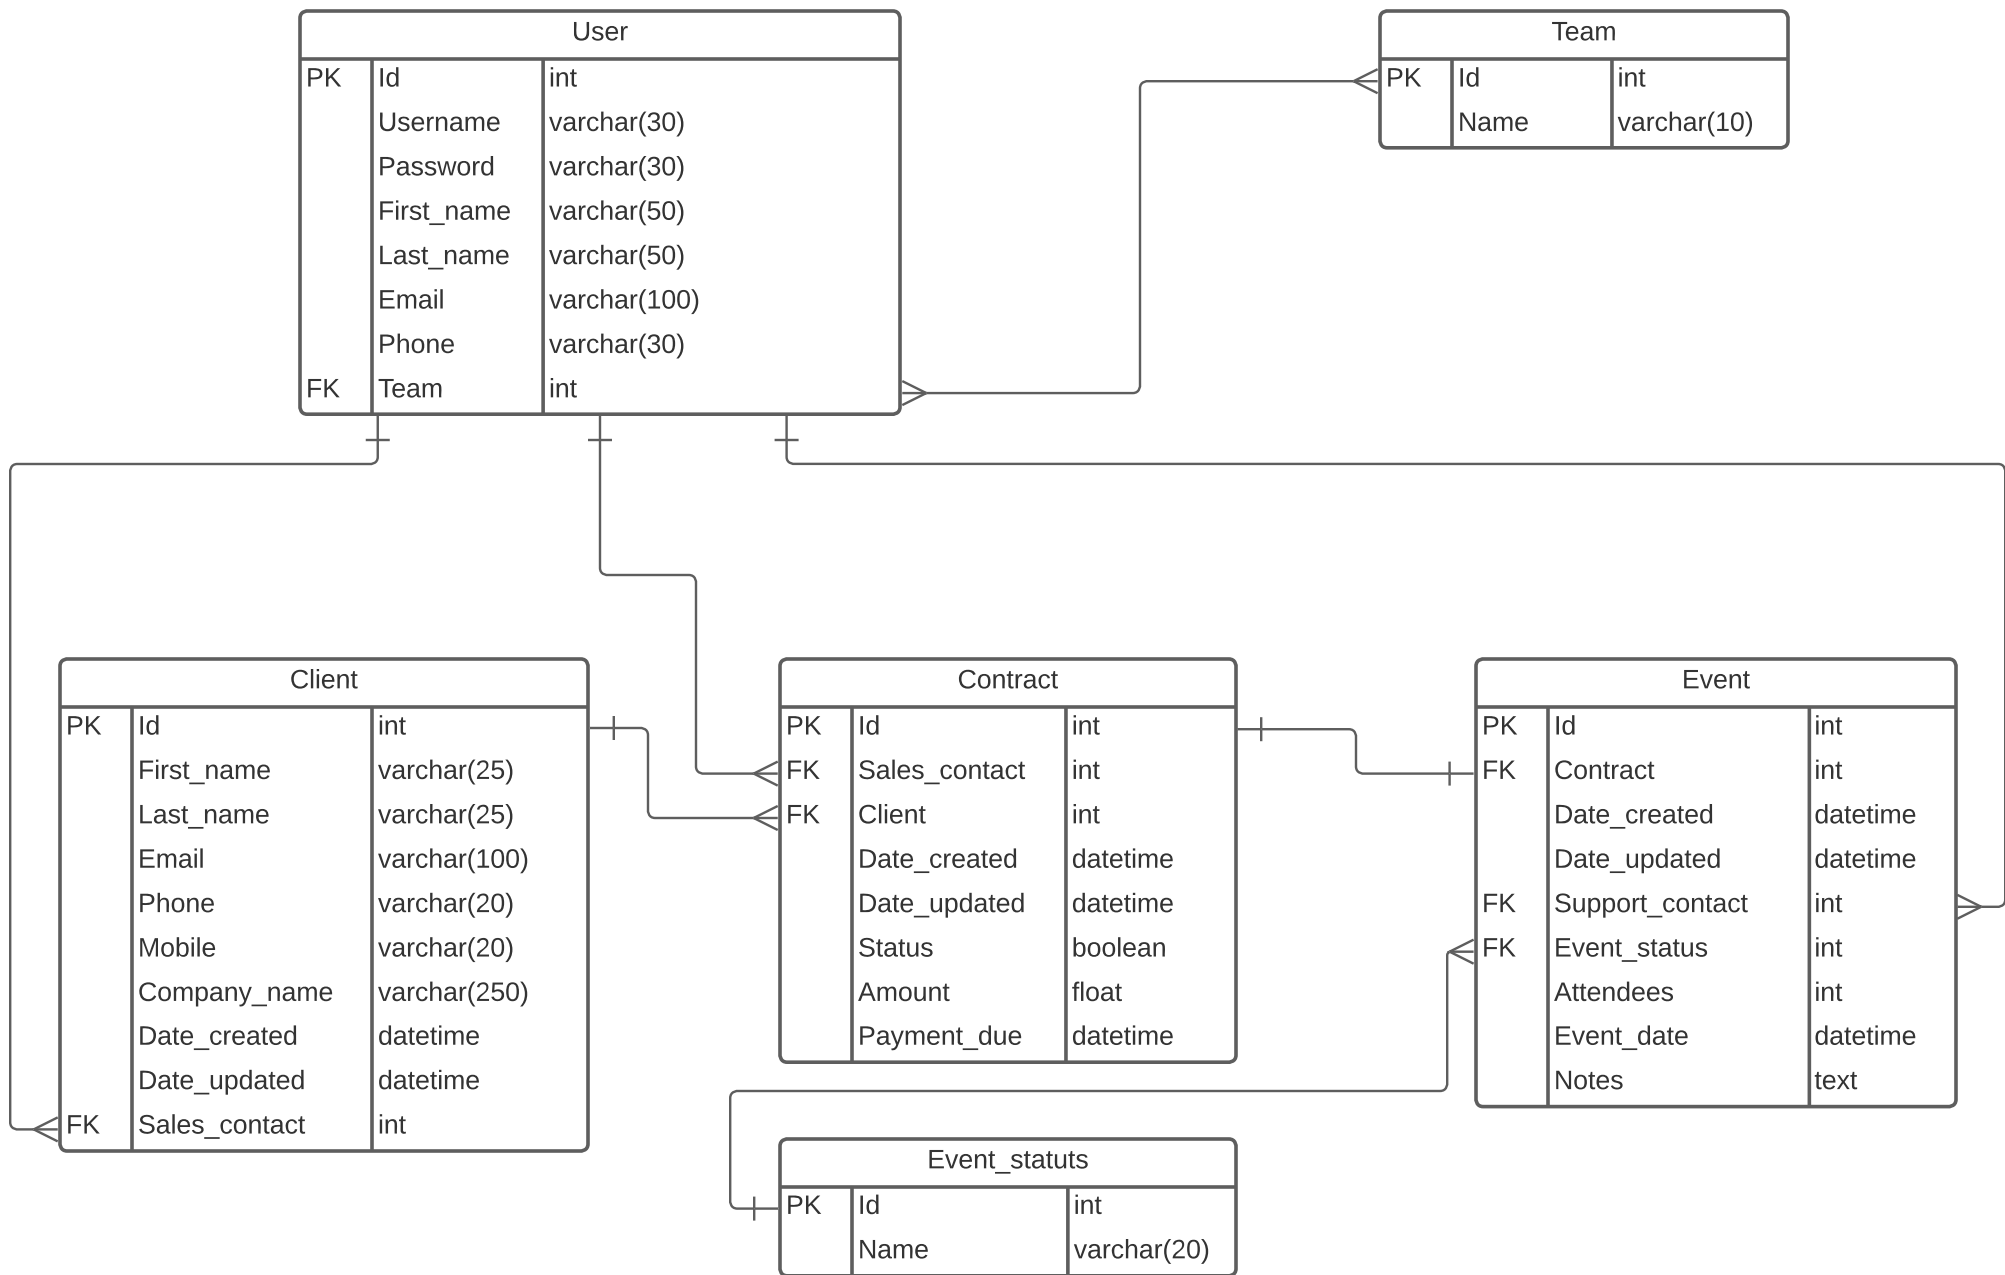 User
PK Id int
Username varchar(30)
Password varchar(30)
First_name varchar(50)
Last_name varchar(50)
Email varchar(100)
Phone varchar(30)
FK Team int
Team
PK Id int
Name varchar(10)
Client
PK Id int
First_name varchar(25)
Last_name varchar(25)
Email varchar(100)
Phone varchar(20)
Mobile varchar(20)
Company_name varchar(250)
Date_created datetime
Date_updated datetime
FK Sales_contact int
Contract
PK Id int
FK Sales_contact int
FK Client int
Date_created datetime
Date_updated datetime
Status boolean
Amount float
Payment_due datetime
Event
PK Id int
FK Contract int
Date_created datetime
Date_updated datetime
FK Support_contact int
FK Event_status int
Attendees int
Event_date datetime
Notes text
Event_statuts
PK Id int
Name varchar(20)